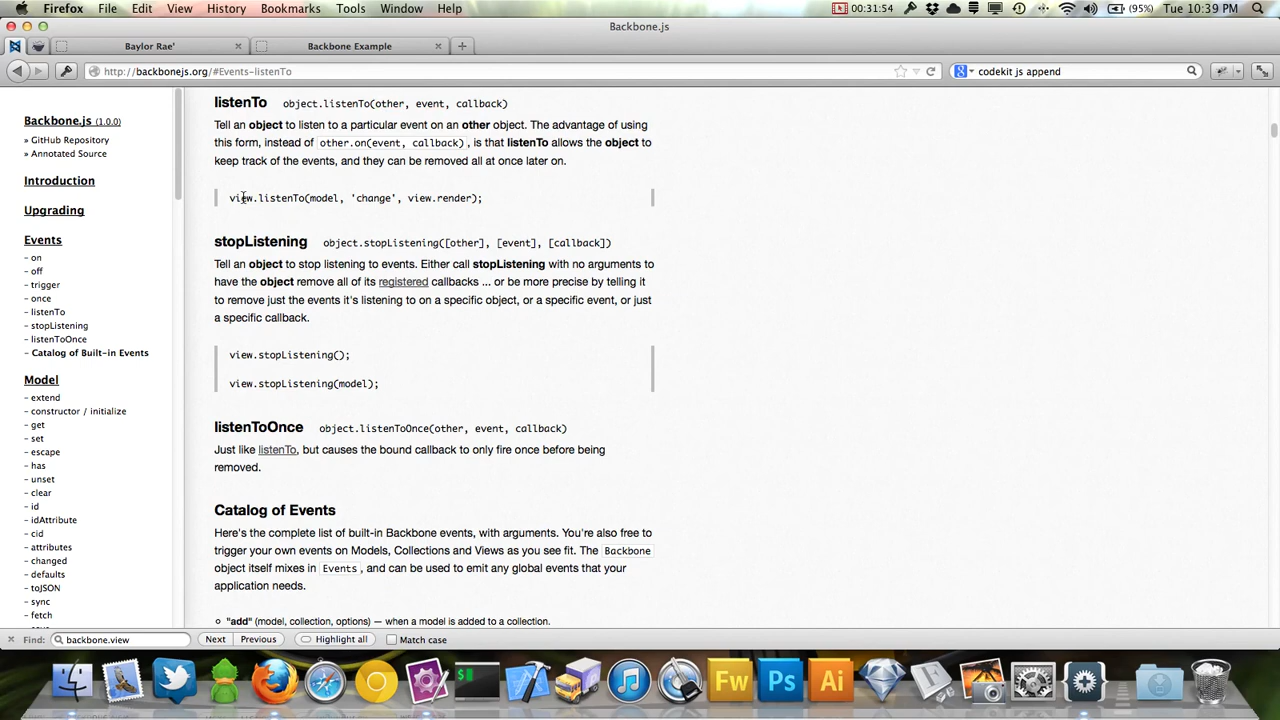 Firefox File Edit View History Bookmarks Tools Window Help 00:31:54 (95%) Tue 10:39 PM
Backbone.js
Baylor Rae' Backbone Example
http://backbonejs.org/#Events-listenTo codekit js append
Backbone.js (1.0.0)
» GitHub Repository
» Annotated Source
Introduction
Upgrading
Events
- on
- off
- trigger
- once
- listenTo
- stopListening
- listenToOnce
- Catalog of Built-in Events
Model
- extend
- constructor / initialize
- get
- set
- escape
- has
- unset
- clear
- id
- idAttribute
- cid
- attributes
- changed
- defaults
- toJSON
- sync
- fetch
listenTo object.listenTo(other, event, callback)
Tell an object to listen to a particular event on an other object. The advantage of using
this form, instead of other.on(event, callback), is that listenTo allows the object to
keep track of the events, and they can be removed all at once later on.
view.listenTo(model, 'change', view.render);
stopListening object.stopListening([other], [event], [callback])
Tell an object to stop listening to events. Either call stopListening with no arguments to
have the object remove all of its registered callbacks ... or be more precise by telling it
to remove just the events it's listening to on a specific object, or a specific event, or just
a specific callback.
view.stopListening();
view.stopListening(model);
listenToOnce object.listenToOnce(other, event, callback)
Just like listenTo, but causes the bound callback to only fire once before being
removed.
Catalog of Events
Here's the complete list of built-in Backbone events, with arguments. You're also free to
trigger your own events on Models, Collections and Views as you see fit. The Backbone
object itself mixes in Events, and can be used to emit any global events that your
application needs.
"add" (model, collection, options) — when a model is added to a collection.
Find: backbone.view Next Previous Highlight all Match case
Fw Ps Ai